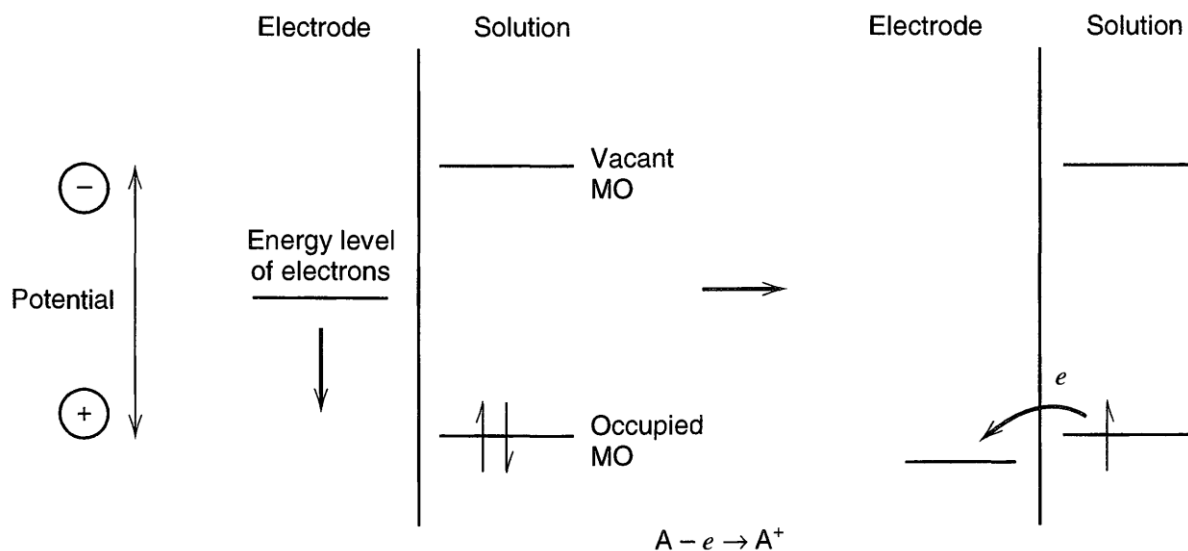 Electrode Solution Electrode Solution
−
Vacant
MO
Energy level
of electrons
Potential
+
e
Occupied
MO
A − e → A⁺